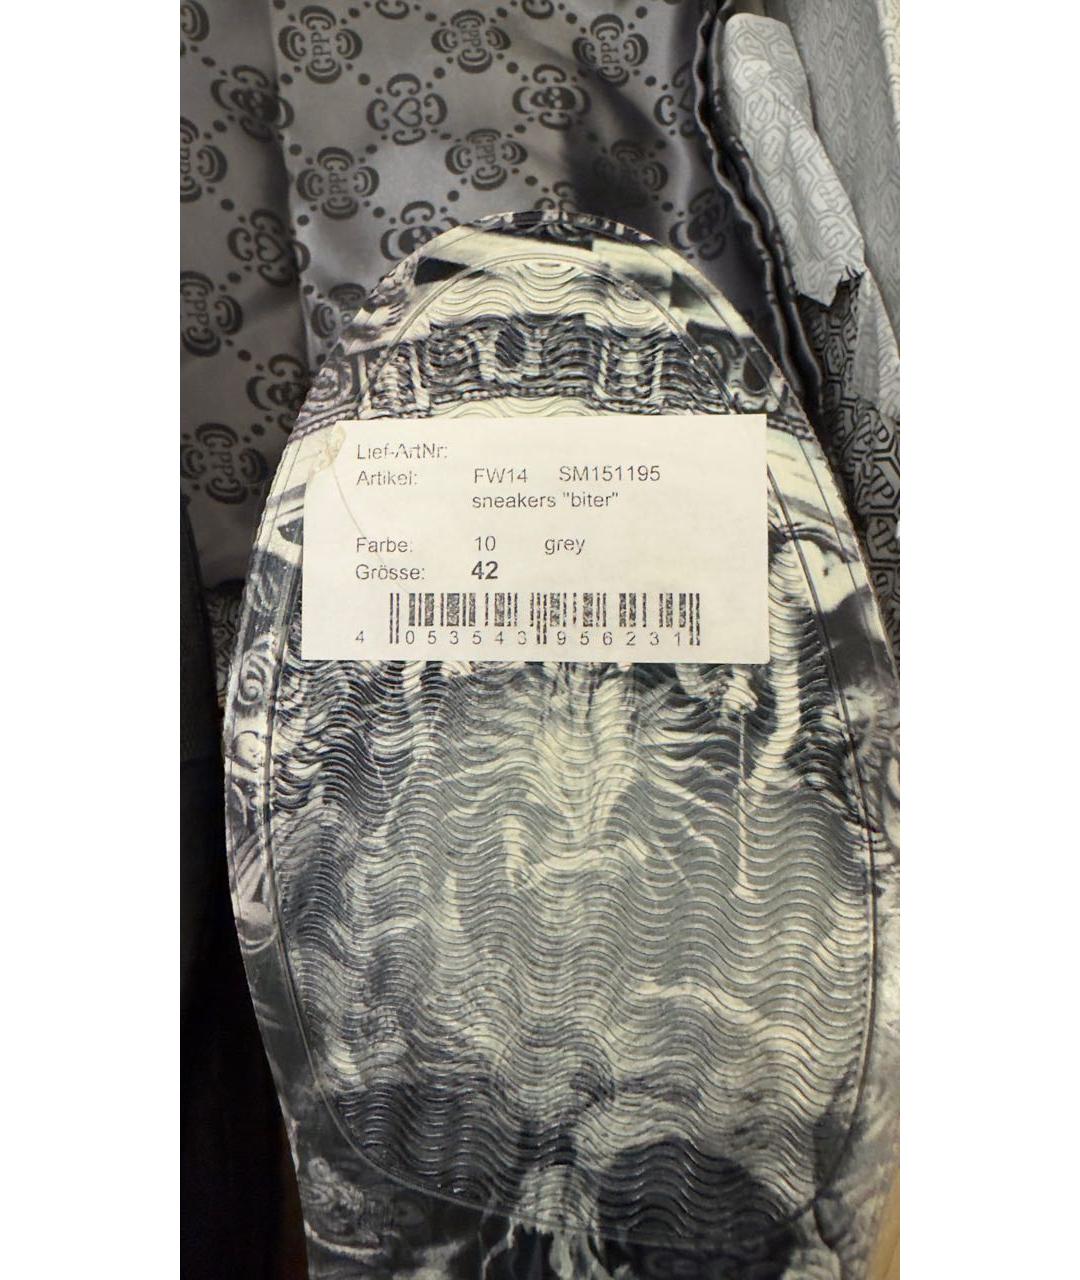 Lief-ArtNr:
Artikel: FW14 SM151195
sneakers "biter"
Farbe: 10 grey
Grösse: 42
4 053543 956231